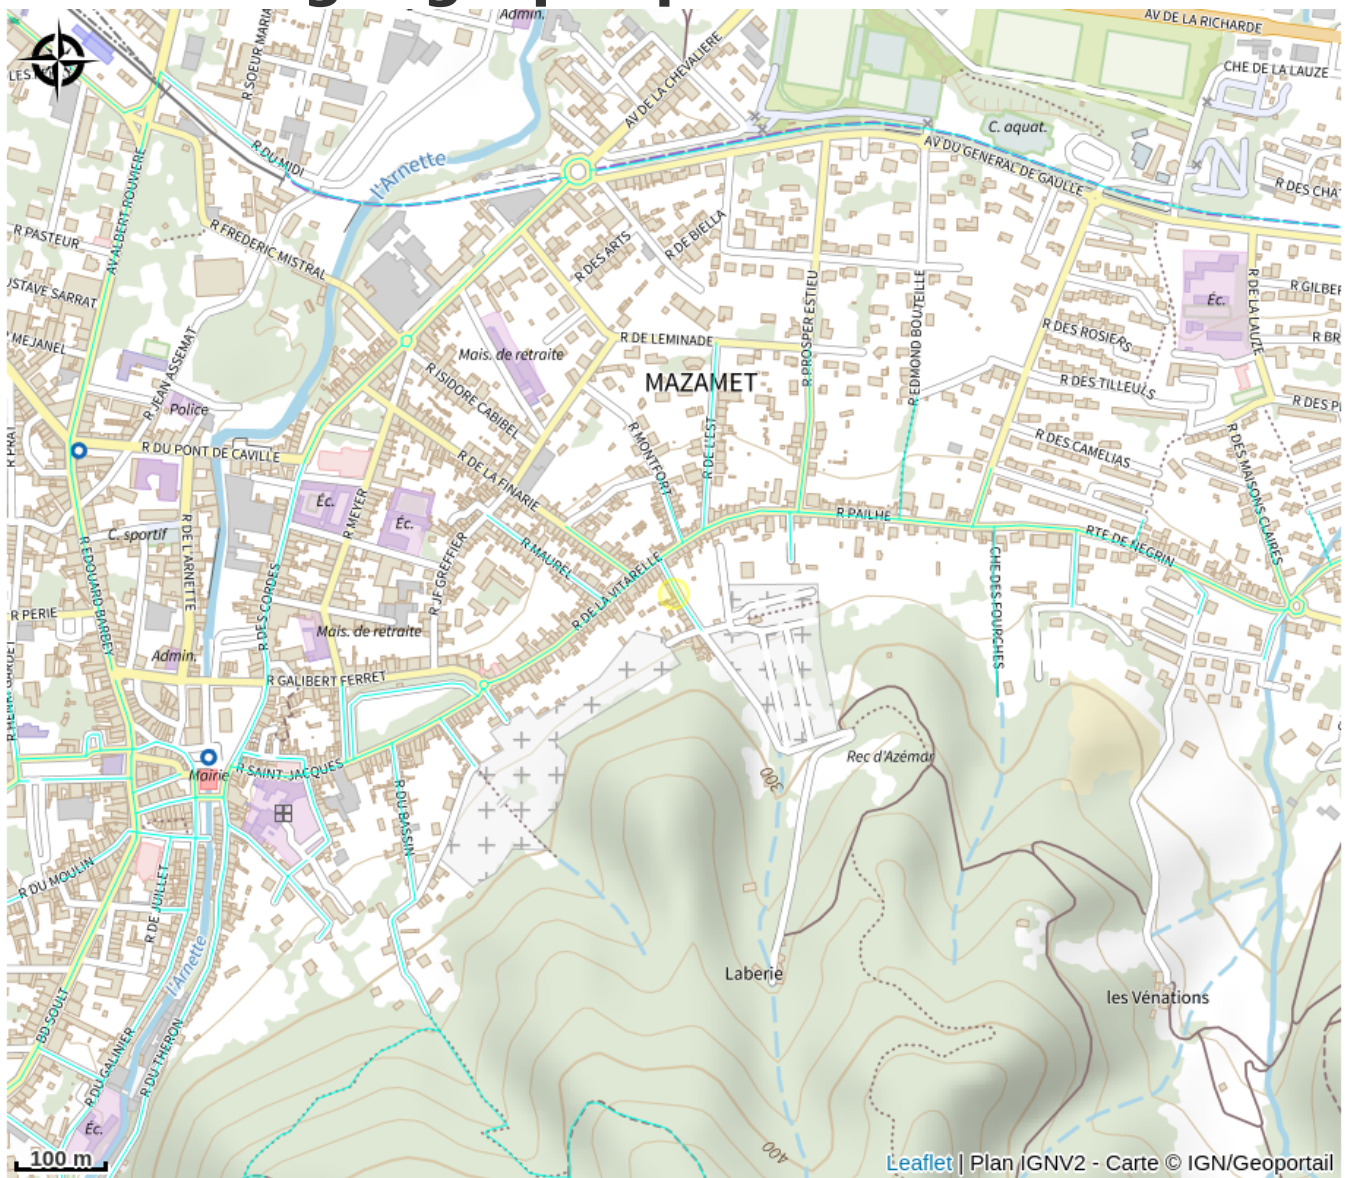 Admin.
AV DE LA RICHARDE
R SOEUR MARIA
AV DE LA CHEVALIERE
CHE DE LA LAUZE
C. aquat.
R DU MIDI
l'Arnette
AV DU GENERAL DE GAULLE
R DES CHA
AV ALBERT ROUVIERE
R PASTEUR
R FREDERIC MISTRAL
R DES ARTS
R DE BIELLA
USTAVE SARRAT
R PROSPER ESTIEU
R EDMOND BOUTEILLE
Éc.
R DE LA LAUZE
R GILBER
MEJANEL
R JEAN ASSEMAT
Mais. de retraite
R DE LEMINADE
R DES ROSIERS
R BR
R ISIDORE CABIBEL
MAZAMET
R DES TILLEULS
R DES P
Police
R DU PONT DE CAVILLE
R PRAT
R DE LA FINARIE
R MONTFORT
R DE L'EST
R DES CAMELIAS
R DES MAISONS CLAIRES
Éc.
R MEYER
Éc.
R PAILHE
C. sportif
R DE L'ARNETTE
R EDOUARD BARBEY
R JF GREFFIER
R MAUREL
R DE LA VITARELLE
RTE DE NEGRIN
CHE DES FOURCHES
R PERIE
R DES CORDES
Mais. de retraite
Admin.
R GALIBERT FERRET
R HENRI GARDET
Mairie
R SAINT JACQUES
R DU BASSIN
300
Rec d'Azémar
R DU MOULIN
R DE JUILLET
l'Arnette
Laberie
les Vénations
BD SOULT
R DU GALINIER
R DU THERON
Éc.
400
100 m
Leaflet | Plan IGNV2 - Carte © IGN/Geoportail